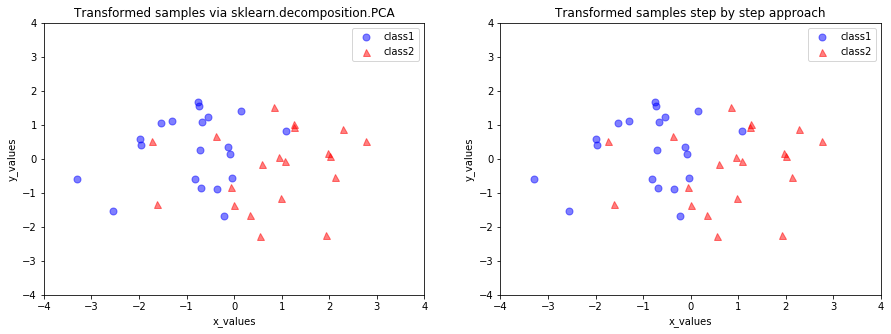 Transformed samples via sklearn.decomposition.PCA
4
3
2
1
0
−1
−2
−3
−4
y_values
−4 −3 −2 −1 0 1 2 3 4
x_values
class1
class2
Transformed samples step by step approach
4
3
2
1
0
−1
−2
−3
−4
y_values
−4 −3 −2 −1 0 1 2 3 4
x_values
class1
class2